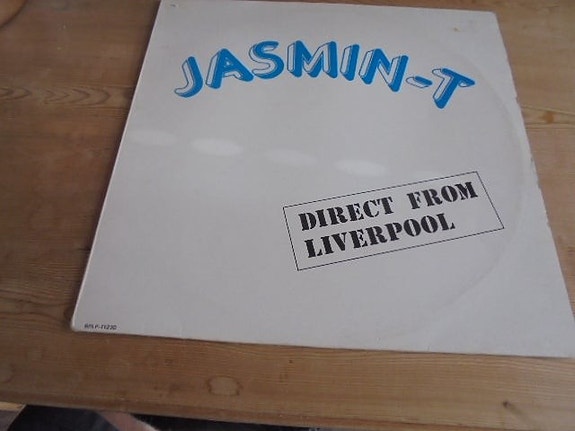 JASMIN-T
DIRECT FROM
LIVERPOOL